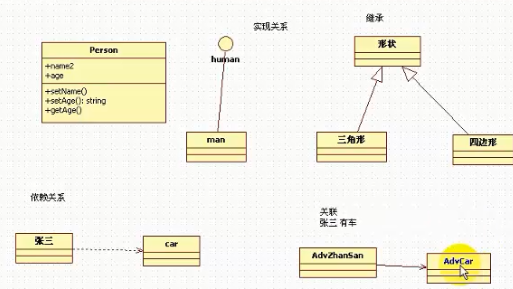 实现关系
继承
Person
+name2
+age
+setName()
+setAge(): string
+getAge()
human
man
形状
三角形
四边形
依赖关系
张三
car
关联
张三 有车
AdvZhanSan
AdvCar